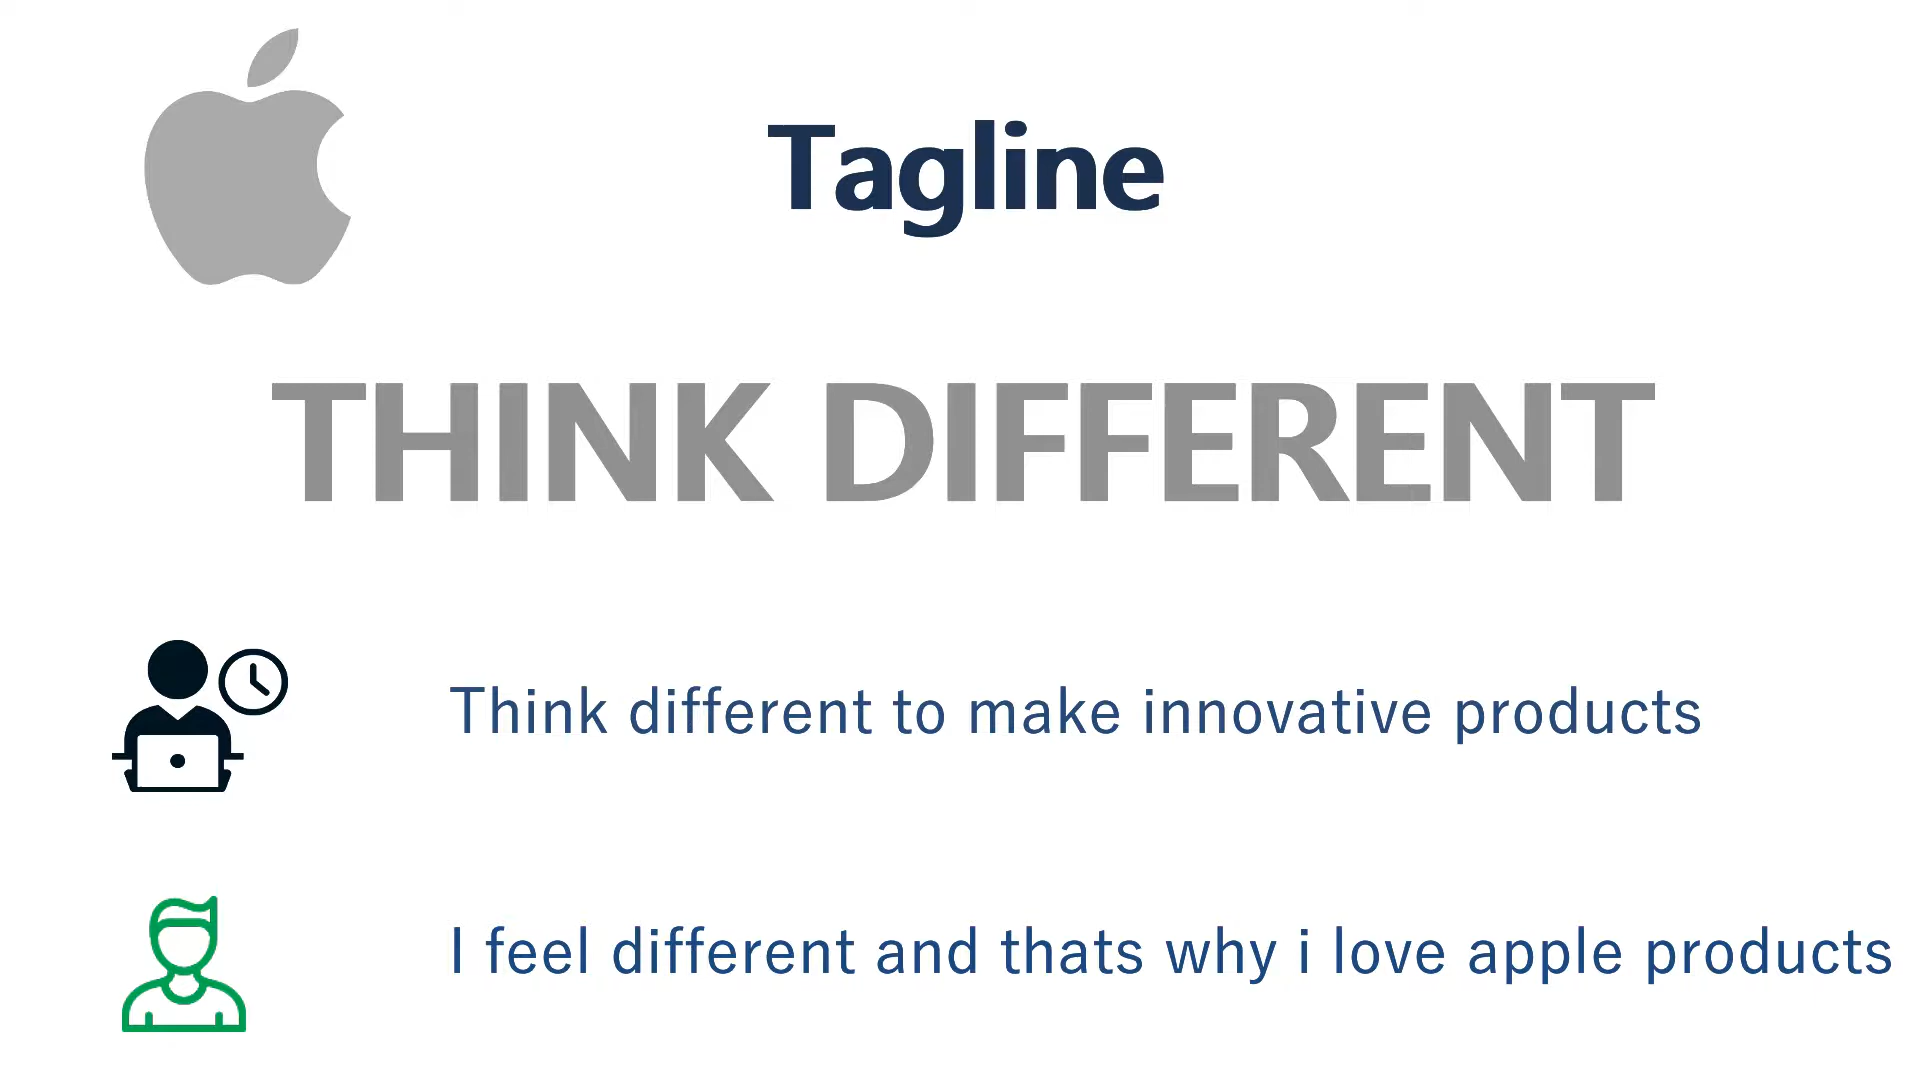 Tagline
THINK DIFFERENT
Think different to make innovative products
I feel different and thats why i love apple products